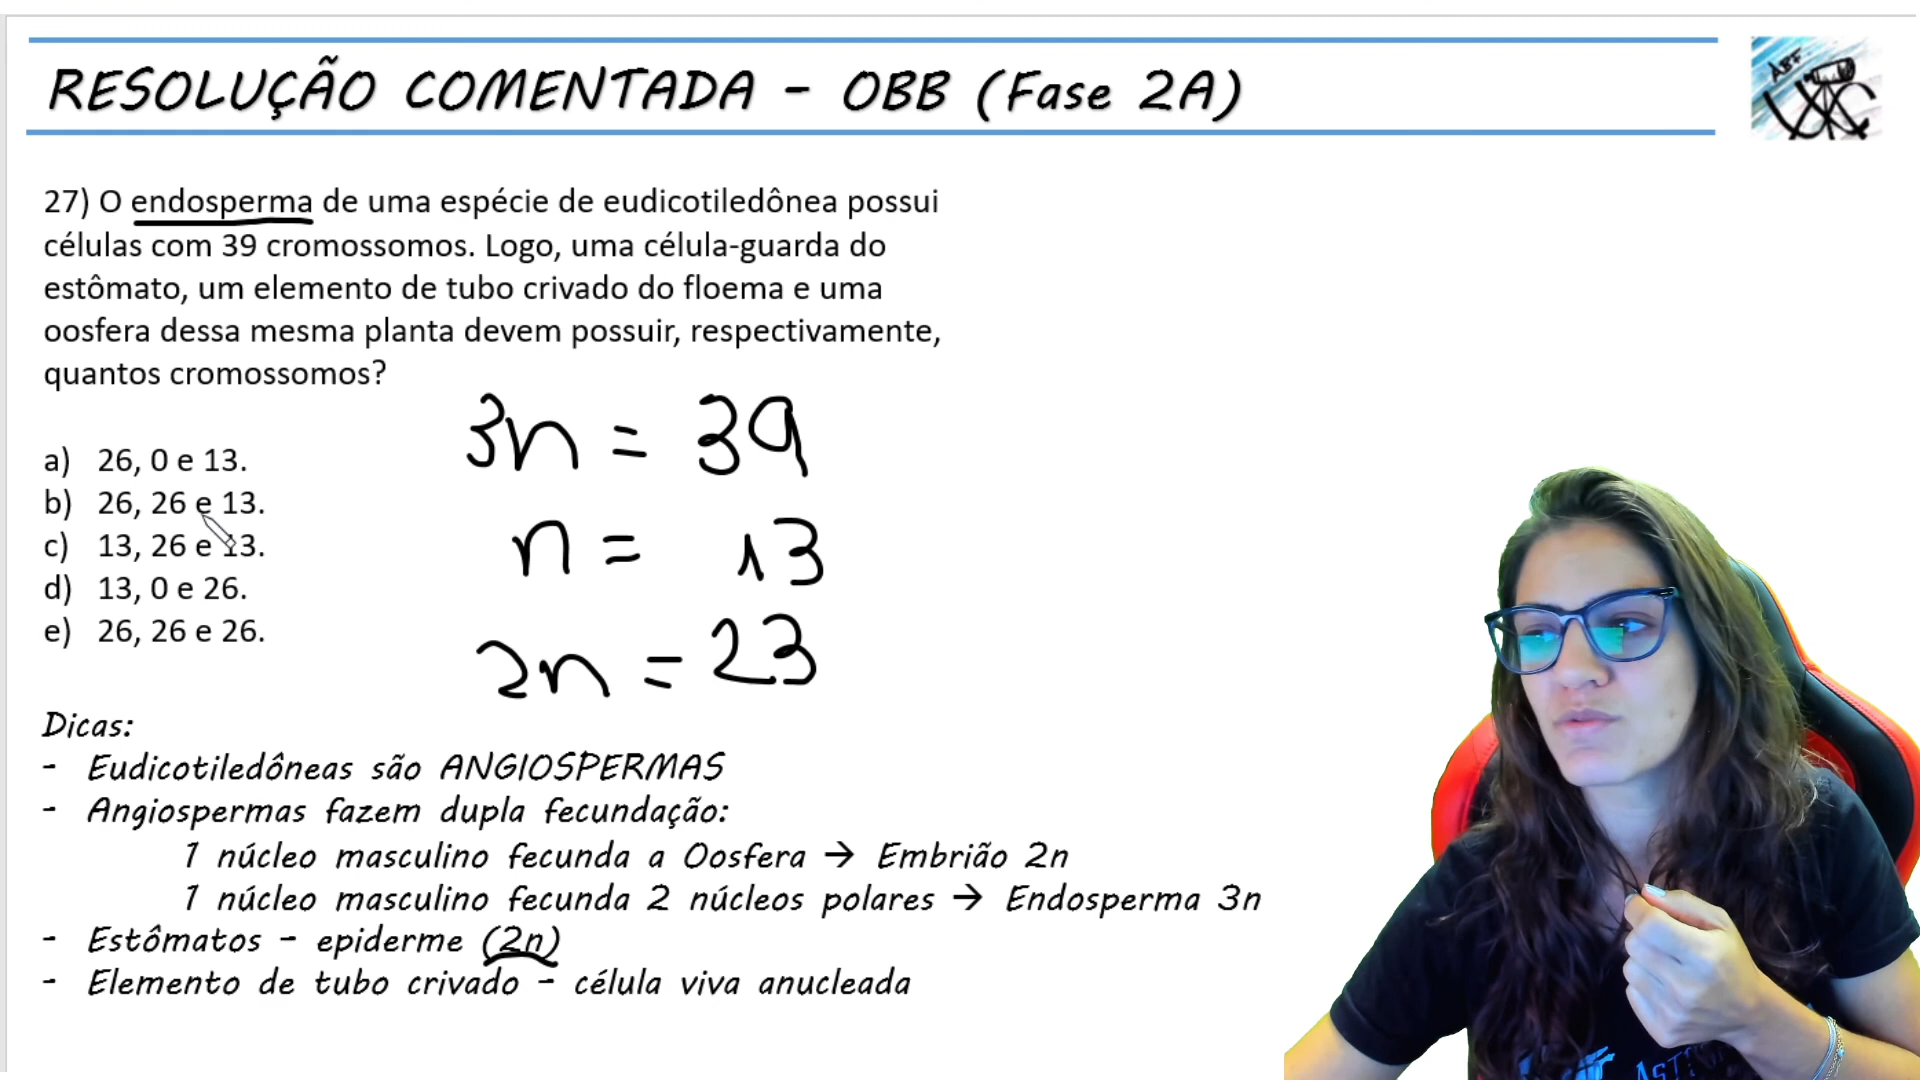 RESOLUÇÃO COMENTADA - OBB (Fase 2A)
27) O endosperma de uma espécie de eudicotiledônea possui
células com 39 cromossomos. Logo, uma célula-guarda do
estômato, um elemento de tubo crivado do floema e uma
oosfera dessa mesma planta devem possuir, respectivamente,
quantos cromossomos?
3n = 39
a) 26, 0 e 13.
b) 26, 26 e 13.
n = 13
c) 13, 26 e 13.
d) 13, 0 e 26.
e) 26, 26 e 26.
2n = 23
Dicas:
- Eudicotiledôneas são ANGIOSPERMAS
- Angiospermas fazem dupla fecundação:
1 núcleo masculino fecunda a Oosfera → Embrião 2n
1 núcleo masculino fecunda 2 núcleos polares → Endosperma 3n
- Estômatos - epiderme (2n)
- Elemento de tubo crivado - célula viva anucleada